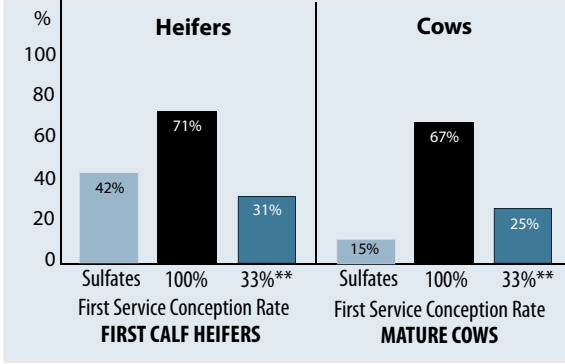 %
Heifers
Cows
100
80
60
40
20
0
42%
71%
31%
15%
67%
25%
Sulfates 100% 33%**
Sulfates 100% 33%**
First Service Conception Rate
FIRST CALF HEIFERS
First Service Conception Rate
MATURE COWS